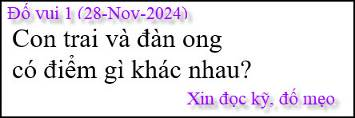 Đố vui 1 (28-Nov-2024)
Con trai và đàn ong
có điểm gì khác nhau?
Xin đọc kỹ, đố mẹo